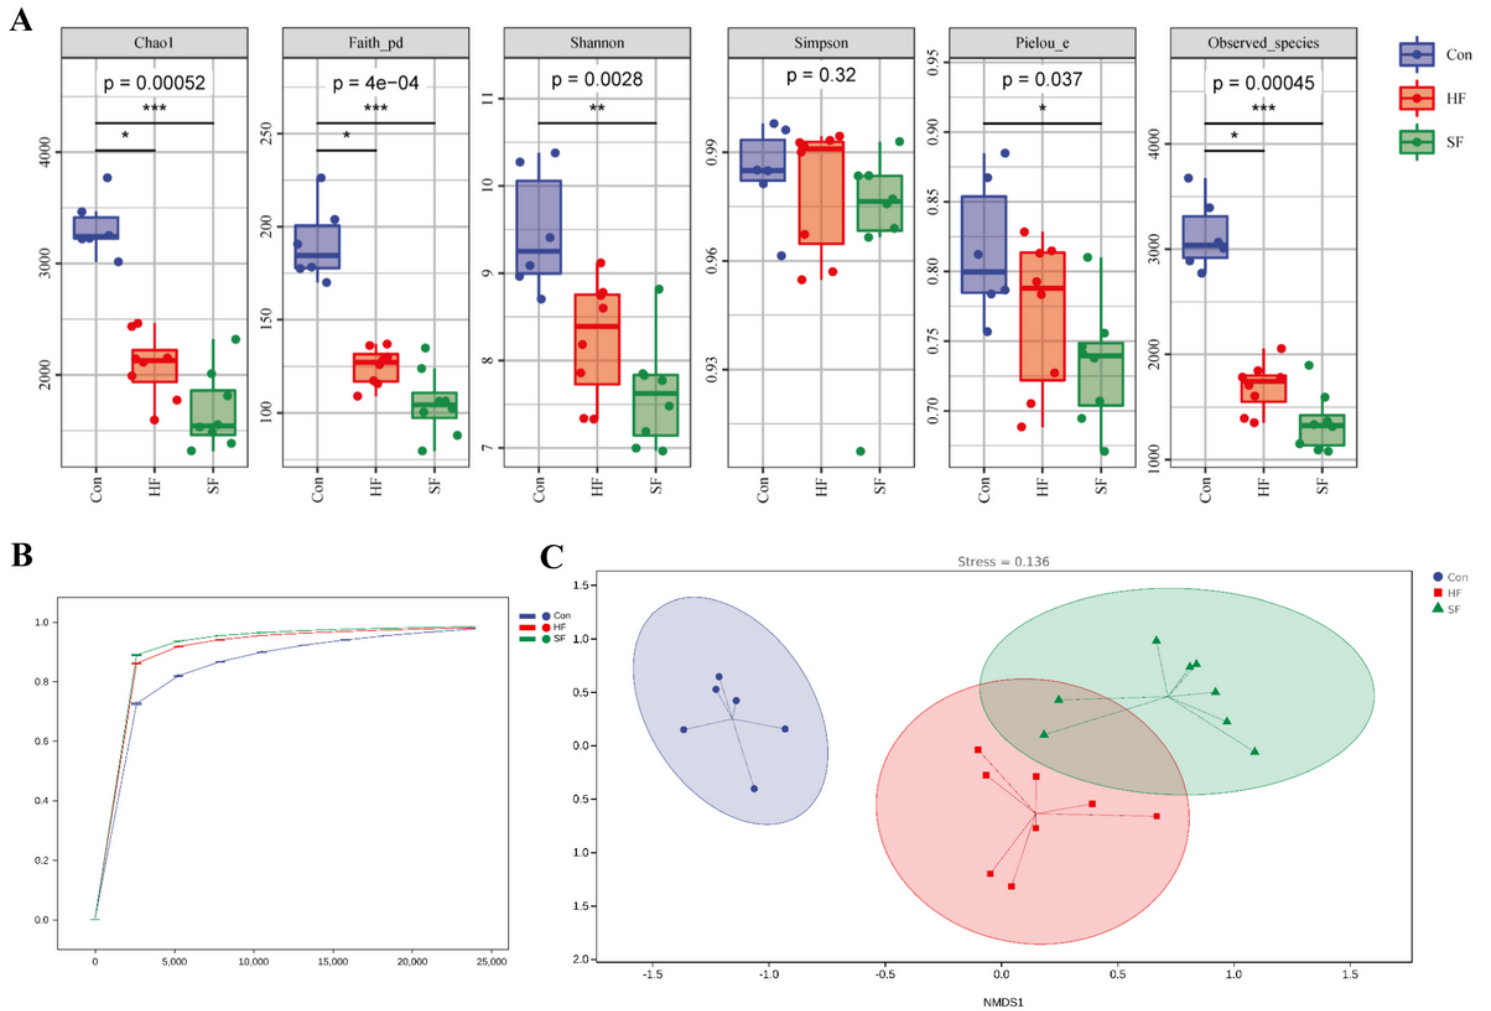 A
Chao1
Faith_pd
Shannon
Simpson
Pielou_e
Observed_species
p = 0.00052
p = 4e−04
p = 0.0028
p = 0.32
p = 0.037
p = 0.00045
***
***
**
*
***
*
*
*
4000
3000
2000
250
200
150
100
11
10
9
8
7
0.99
0.96
0.93
0.95
0.90
0.85
0.80
0.75
0.70
4000
3000
2000
1000
Con HF SF
Con HF SF
Con HF SF
Con HF SF
Con HF SF
Con HF SF
Con
HF
SF
B
1.0
0.8
0.6
0.4
0.2
0.0
0 5,000 10,000 15,000 20,000 25,000
Con
HF
SF
C
Stress = 0.136
1.5
1.0
0.5
0.0
0.5
1.0
1.5
2.0
-1.5 -1.0 -0.5 0.0 0.5 1.0 1.5
NMDS1
Con
HF
SF